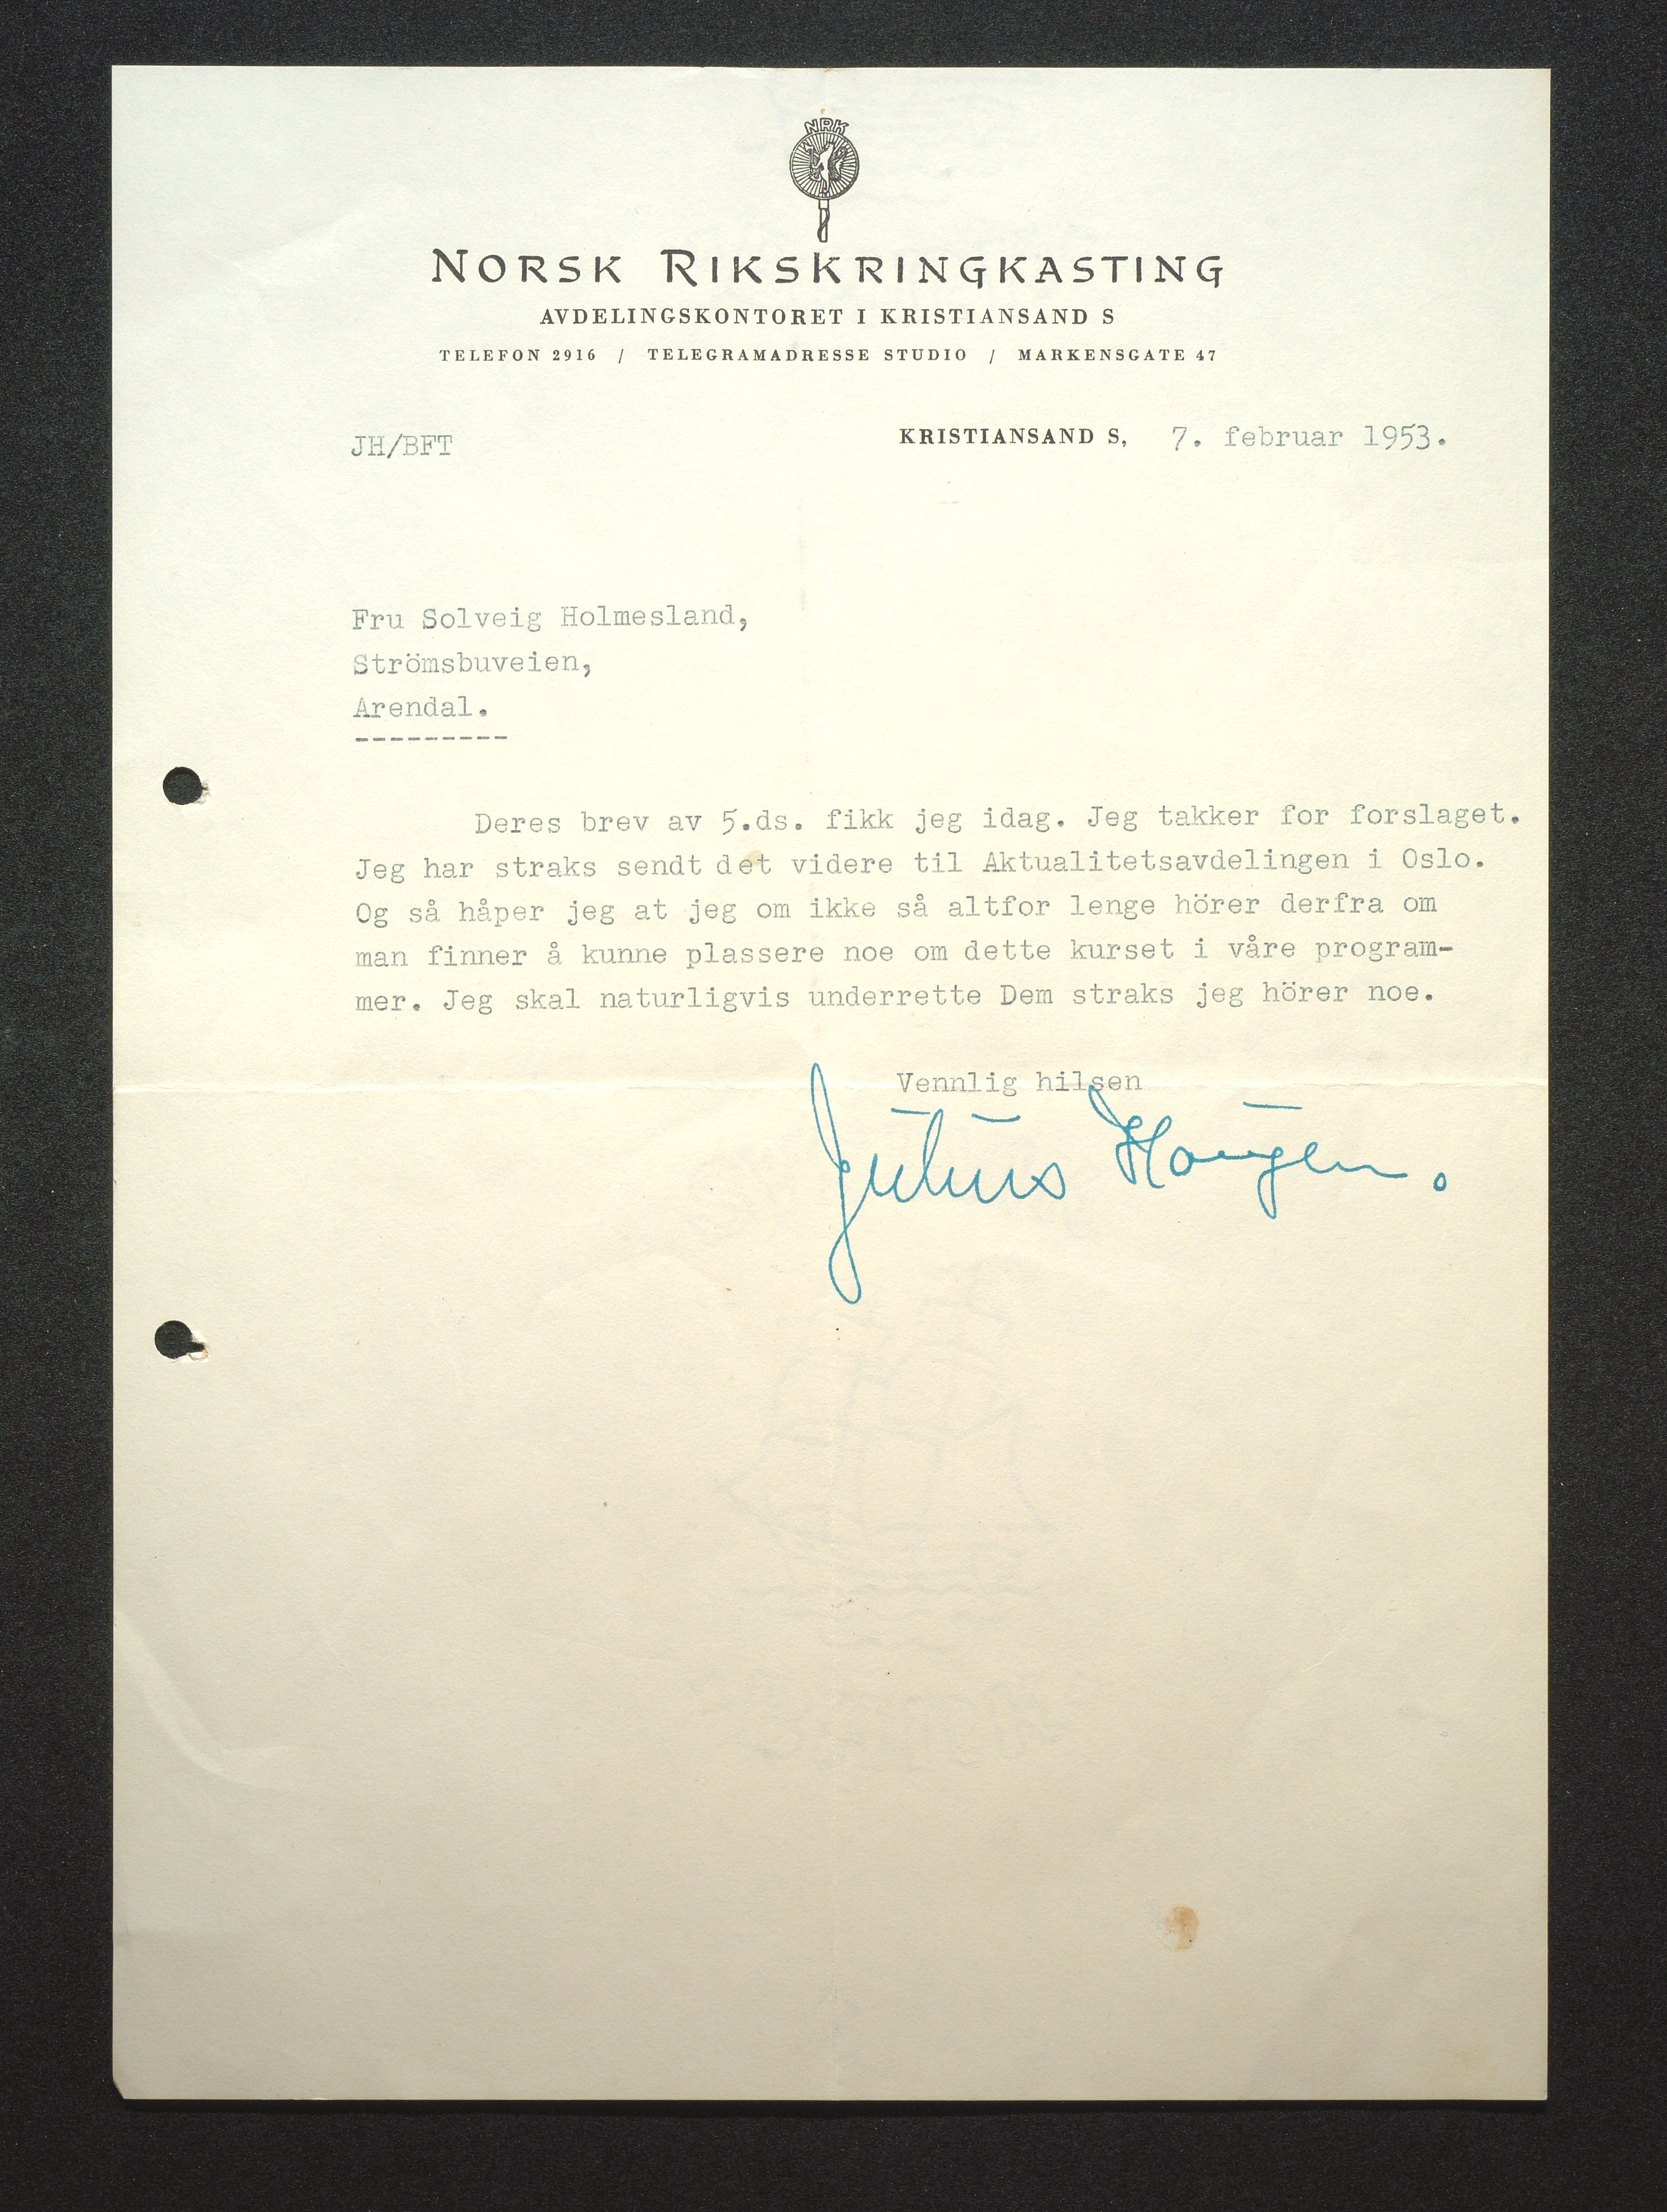 NRK
NORSK RIKSKRINGKASTING
AVDELINGSKONTORET I KRISTIANSAND S
TELEFON 2916 / TELEGRAMADRESSE STUDIO / MARKENSGATE 47
JH/BFT
KRISTIANSAND S, 7. februar 1953.
Fru Solveig Holmesland,
Strömsbuveien,
Arendal.
---------
Deres brev av 5.ds. fikk jeg idag. Jeg takker for forslaget.
Jeg har straks sendt det videre til Aktualitetsavdelingen i Oslo.
Og så håper jeg at jeg om ikke så altfor lenge hörer derfra om
man finner å kunne plassere noe om dette kurset i våre program-
mer. Jeg skal naturligvis underrette Dem straks jeg hörer noe.
Vennlig hilsen
Julius Hougen.